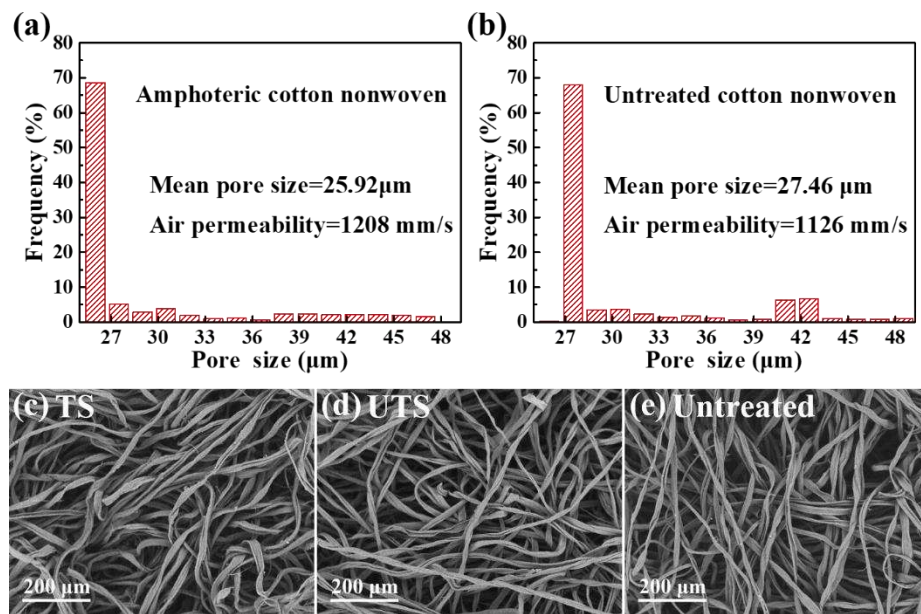 (a)
80
70
60
50
40
30
20
10
0
Frequency (%)
Amphoteric cotton nonwoven
Mean pore size=25.92μm
Air permeability=1208 mm/s
27 30 33 36 39 42 45 48
Pore size (μm)
(b)
80
70
60
50
40
30
20
10
0
Frequency (%)
Untreated cotton nonwoven
Mean pore size=27.46 μm
Air permeability=1126 mm/s
27 30 33 36 39 42 45 48
Pore size (μm)
(c) TS
200 μm
(d) UTS
200 μm
(e) Untreated
200 μm